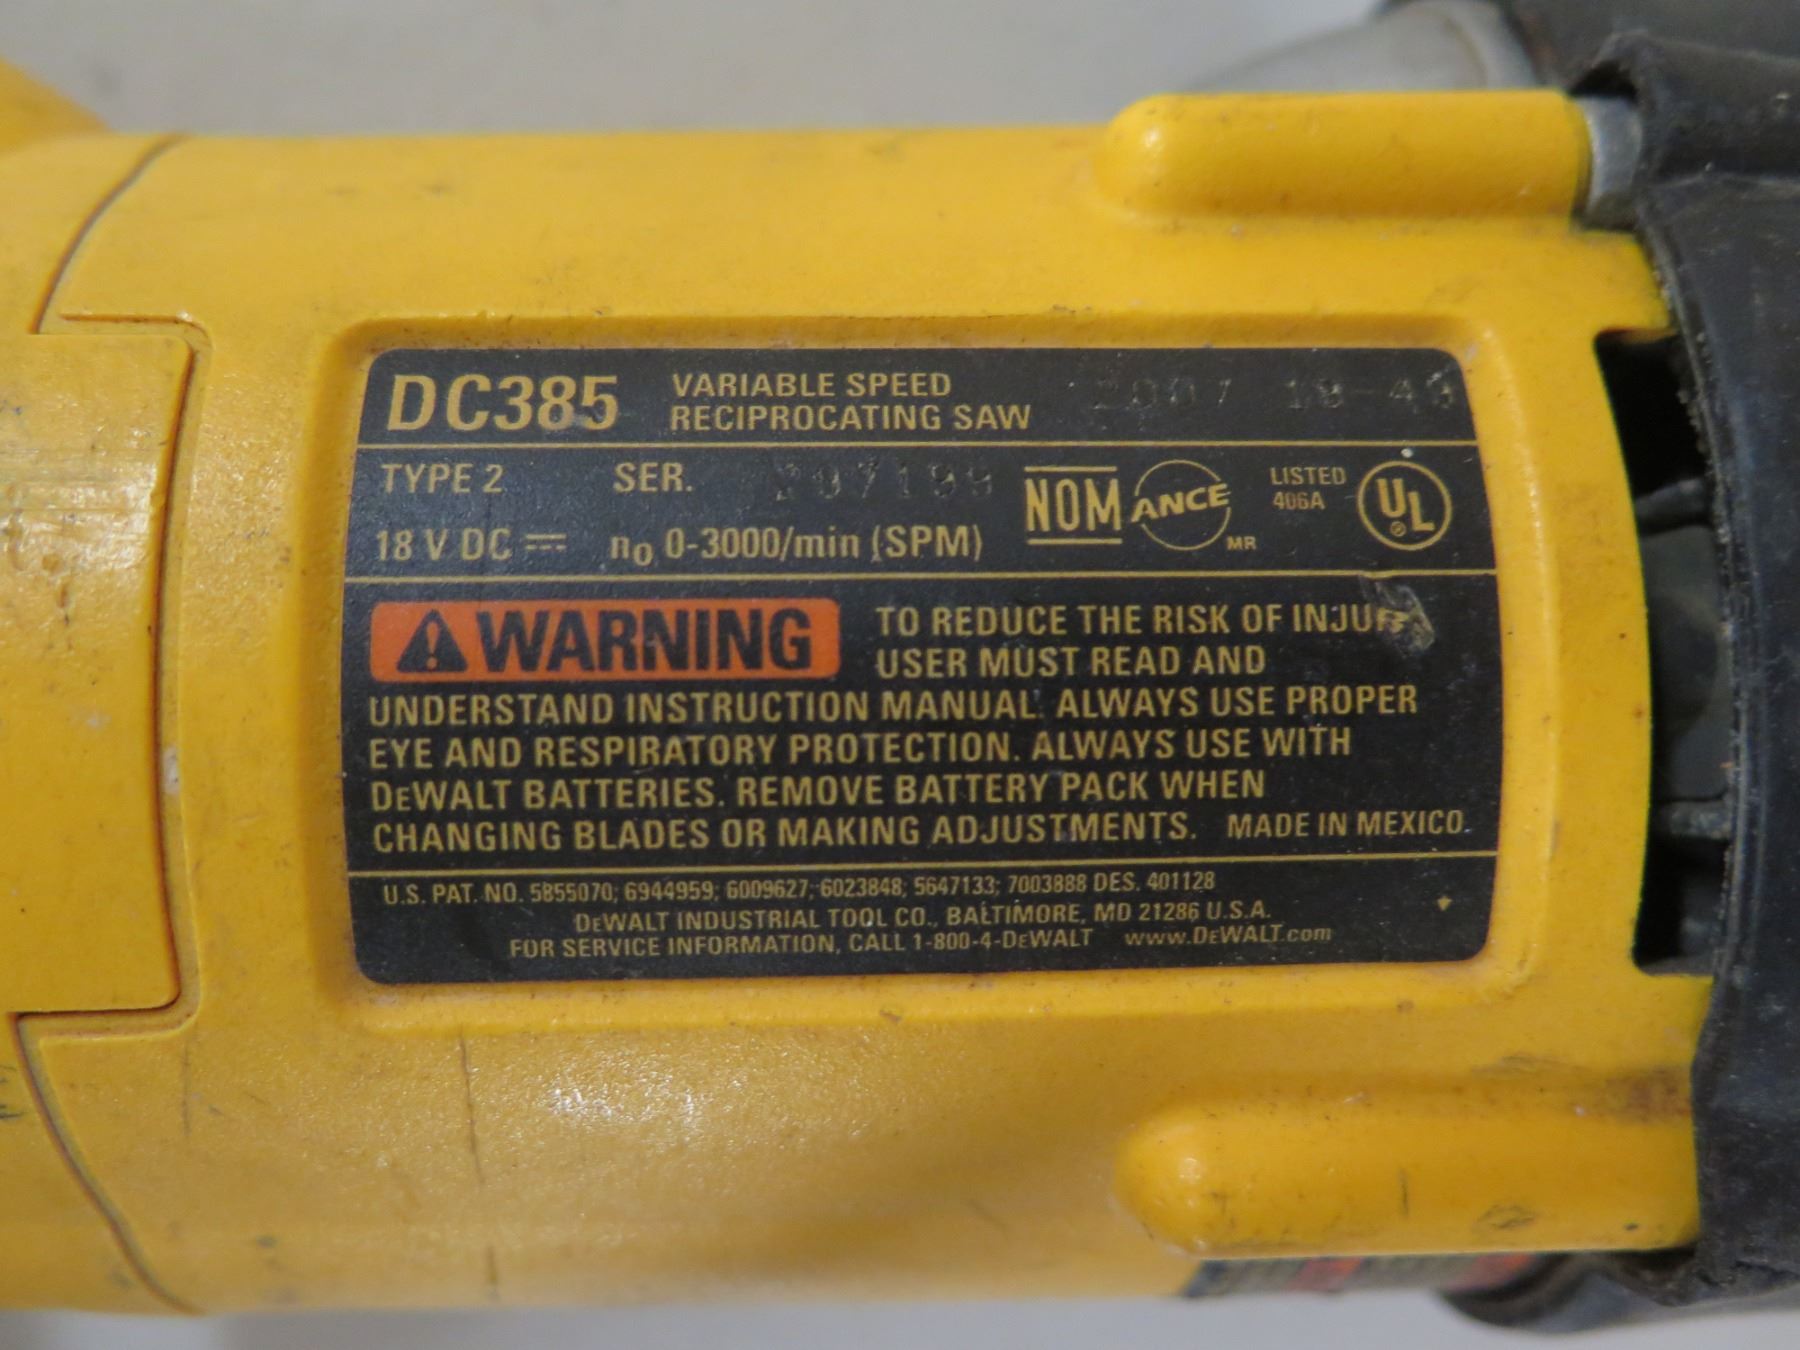 DC385 VARIABLE SPEED
RECIPROCATING SAW
2007
TYPE 2 SER.
18 V DC n0 0-3000/min (SPM)
NOM ANCE MR
LISTED
406A
UL
WARNING TO REDUCE THE RISK OF
USER MUST READ AND
UNDERSTAND INSTRUCTION MANUAL. ALWAYS USE PROPER
EYE AND RESPIRATORY PROTECTION. ALWAYS USE WITH
DEWALT BATTERIES. REMOVE BATTERY PACK WHEN
CHANGING BLADES OR MAKING ADJUSTMENTS. MADE IN MEXICO
U.S. PAT. NO. 5855070; 6944959; 6009627; 6023848; 5647133; 7003888 DES. 401128
DEWALT INDUSTRIAL TOOL CO., BALTIMORE, MD 21286 U.S.A.
FOR SERVICE INFORMATION, CALL 1-800-4-DEWALT www.DEWALT.com